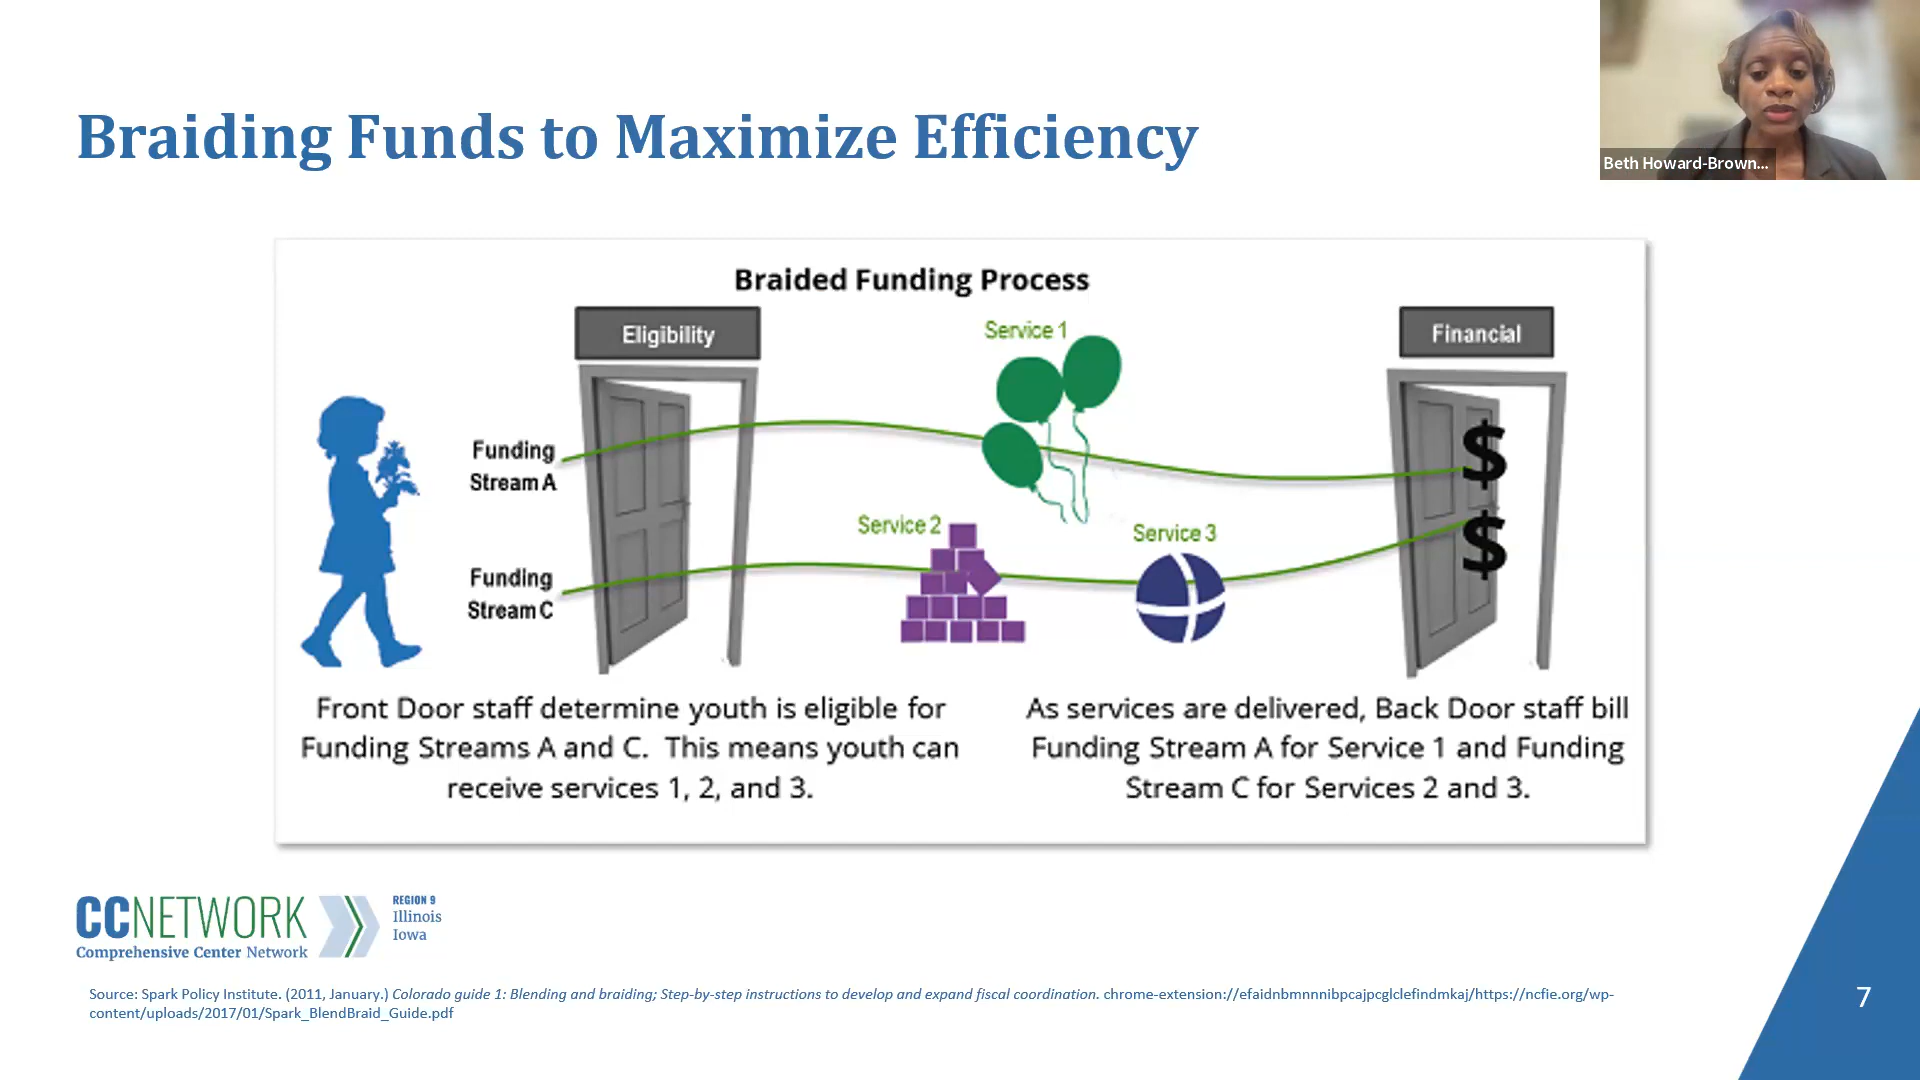 Braiding Funds to Maximize Efficiency
Beth Howard-Brown...
Braided Funding Process
Eligibility
Service 1
Financial
Funding
Stream A
$
Service 2
Service 3
$
Funding
Stream C
Front Door staff determine youth is eligible for
Funding Streams A and C. This means youth can
receive services 1, 2, and 3.
As services are delivered, Back Door staff bill
Funding Stream A for Service 1 and Funding
Stream C for Services 2 and 3.
CCNETWORK
Comprehensive Center Network
REGION 9
Illinois
Iowa
Source: Spark Policy Institute. (2011, January.) Colorado guide 1: Blending and braiding; Step-by-step instructions to develop and expand fiscal coordination. chrome-extension://efaidnbmnnnibpcajpcglclefindmkaj/https://ncfie.org/wp-
content/uploads/2017/01/Spark_BlendBraid_Guide.pdf
7